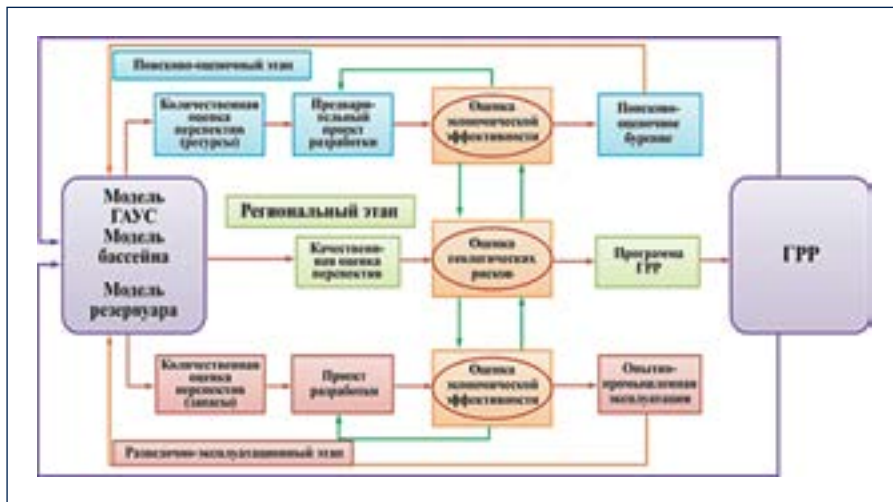 Поисково-оценочный этап
Количественная
оценка
перспектив
(ресурсы)
Предвари-
тельный
проект
разработки
Оценка
экономической
эффективности
Поисково-
оценочное
бурение
Модель
ГАУС
Модель
бассейна
Модель
резервуара
Региональный этап
Качествен-
ная оценка
перспектив
Оценка
геологических
рисков
Программа
ГРР
ГРР
Количественная
оценка
перспектив
(запасы)
Проект
разработки
Оценка
экономической
эффективности
Опытно-
промышленная
эксплуатация
Разведочно-эксплуатационный этап